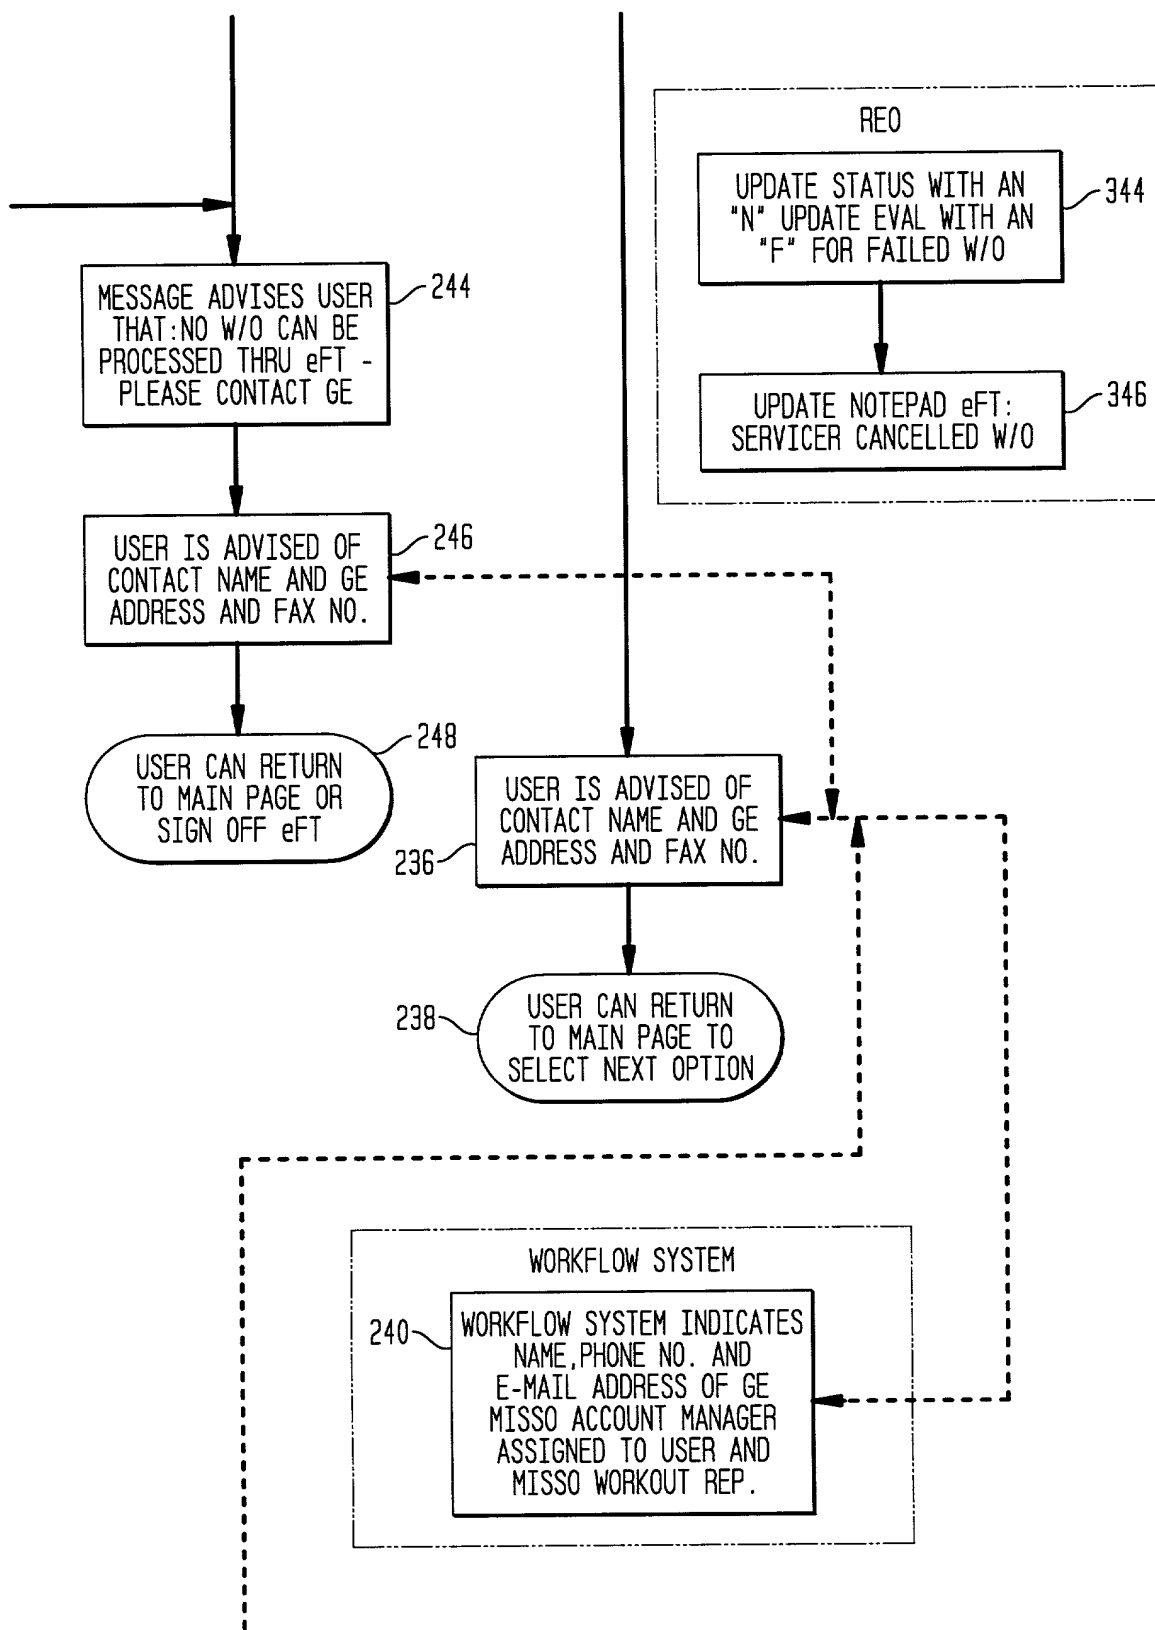 REO
UPDATE STATUS WITH AN
"N" UPDATE EVAL WITH AN
"F" FOR FAILED W/O
344
MESSAGE ADVISES USER
THAT:NO W/O CAN BE
PROCESSED THRU eFT -
PLEASE CONTACT GE
244
UPDATE NOTEPAD eFT:
SERVICER CANCELLED W/O
346
USER IS ADVISED OF
CONTACT NAME AND GE
ADDRESS AND FAX NO.
246
USER CAN RETURN
TO MAIN PAGE OR
SIGN OFF eFT
248
USER IS ADVISED OF
CONTACT NAME AND GE
ADDRESS AND FAX NO.
236
USER CAN RETURN
TO MAIN PAGE TO
SELECT NEXT OPTION
238
WORKFLOW SYSTEM
240
WORKFLOW SYSTEM INDICATES
NAME,PHONE NO. AND
E-MAIL ADDRESS OF GE
MISSO ACCOUNT MANAGER
ASSIGNED TO USER AND
MISSO WORKOUT REP.